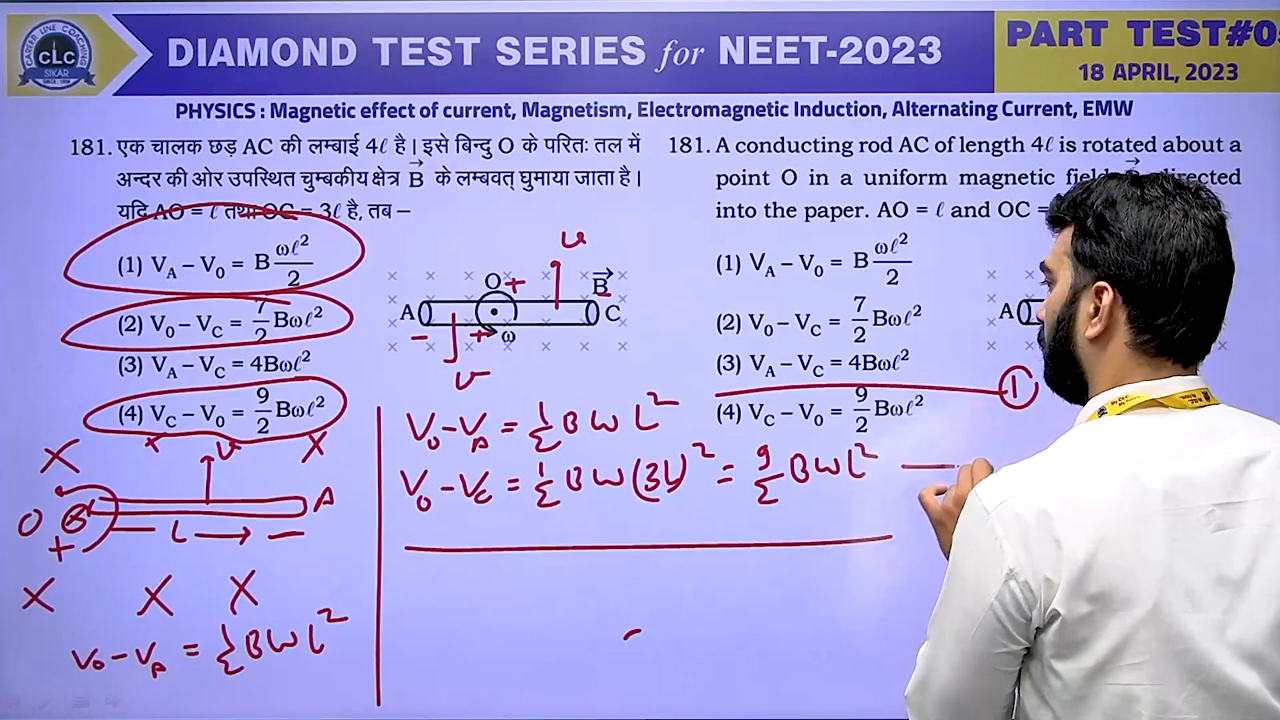 CAREER LINE COACHING
CLC
SIKAR
DIAMOND TEST SERIES for NEET-2023
PART TEST#0
18 APRIL, 2023
PHYSICS : Magnetic effect of current, Magnetism, Electromagnetic Induction, Alternating Current, EMW
181. एक चालक छड़ AC की लम्बाई 4ℓ है। इसे बिन्दु O के परितः तल में
अन्दर की ओर उपस्थित चुम्बकीय क्षेत्र B⃗ के लम्बवत् घुमाया जाता है।
यदि AO = ℓ तथा OC = 3ℓ है, तब –
(1) V_A – V_0 = B ωℓ²/2
(2) V_0 – V_C = 7/2 Bωℓ²
(3) V_A – V_C = 4Bωℓ²
(4) V_C – V_0 = 9/2 Bωℓ²
A O + B⃗ C
– + ω
v
v
181. A conducting rod AC of length 4ℓ is rotated about a
point O in a uniform magnetic field directed
into the paper. AO = ℓ and OC =
(1) V_A – V_0 = B ωℓ²/2
(2) V_0 – V_C = 7/2 Bωℓ²
(3) V_A – V_C = 4Bωℓ²
(4) V_C – V_0 = 9/2 Bωℓ²
A
①
V_0 – V_A = 1/2 B W L²
V_0 – V_C = 1/2 B W (3L)² = 9/2 B W L²
X X X
v
O A
+ L → –
X X X
V_0 – V_A = 1/2 B W L²